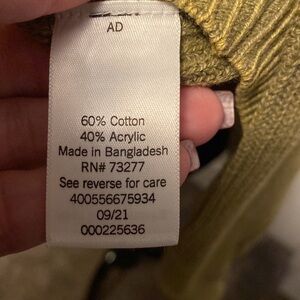 AD
60% Cotton
40% Acrylic
Made in Bangladesh
RN# 73277
See reverse for care
400556675934
09/21
000225636